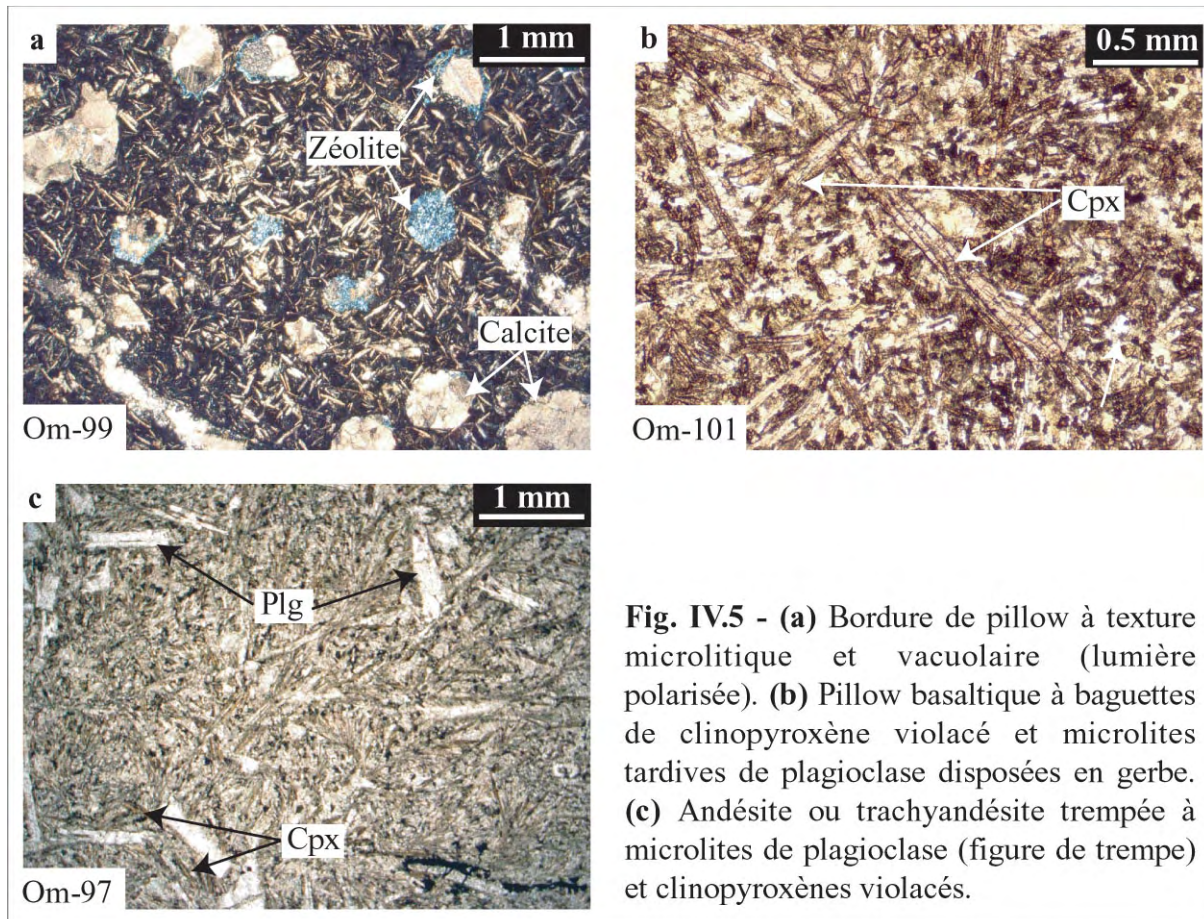 a
1 mm
Zéolite
Calcite
Om-99
b
0.5 mm
Cpx
Om-101
c
1 mm
Plg
Cpx
Om-97
Fig. IV.5 - (a) Bordure de pillow à texture
microlitique et vacuolaire (lumière
polarisée). (b) Pillow basaltique à baguettes
de clinopyroxène violacé et microlites
tardives de plagioclase disposées en gerbe.
(c) Andésite ou trachyandésite trempée à
microlites de plagioclase (figure de trempe)
et clinopyroxènes violacés.